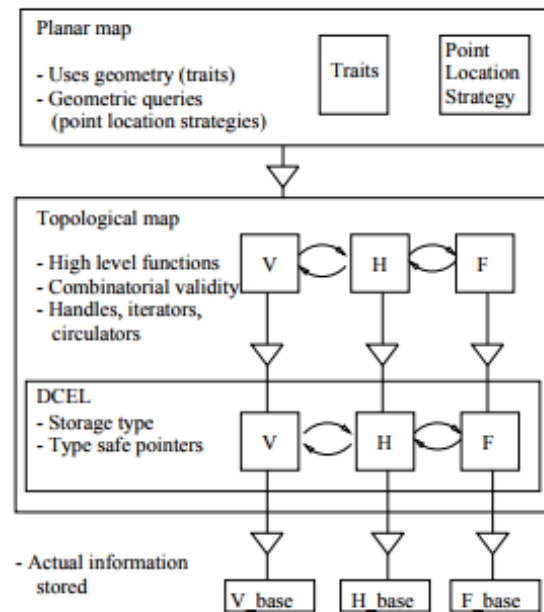 Planar map
- Uses geometry (traits)
- Geometric queries
(point location strategies)
Traits
Point
Location
Strategy
Topological map
- High level functions
- Combinatorial validity
- Handles, iterators,
circulators
V
H
F
DCEL
- Storage type
- Type safe pointers
V
H
F
- Actual information
stored
V_base
H_base
F_base